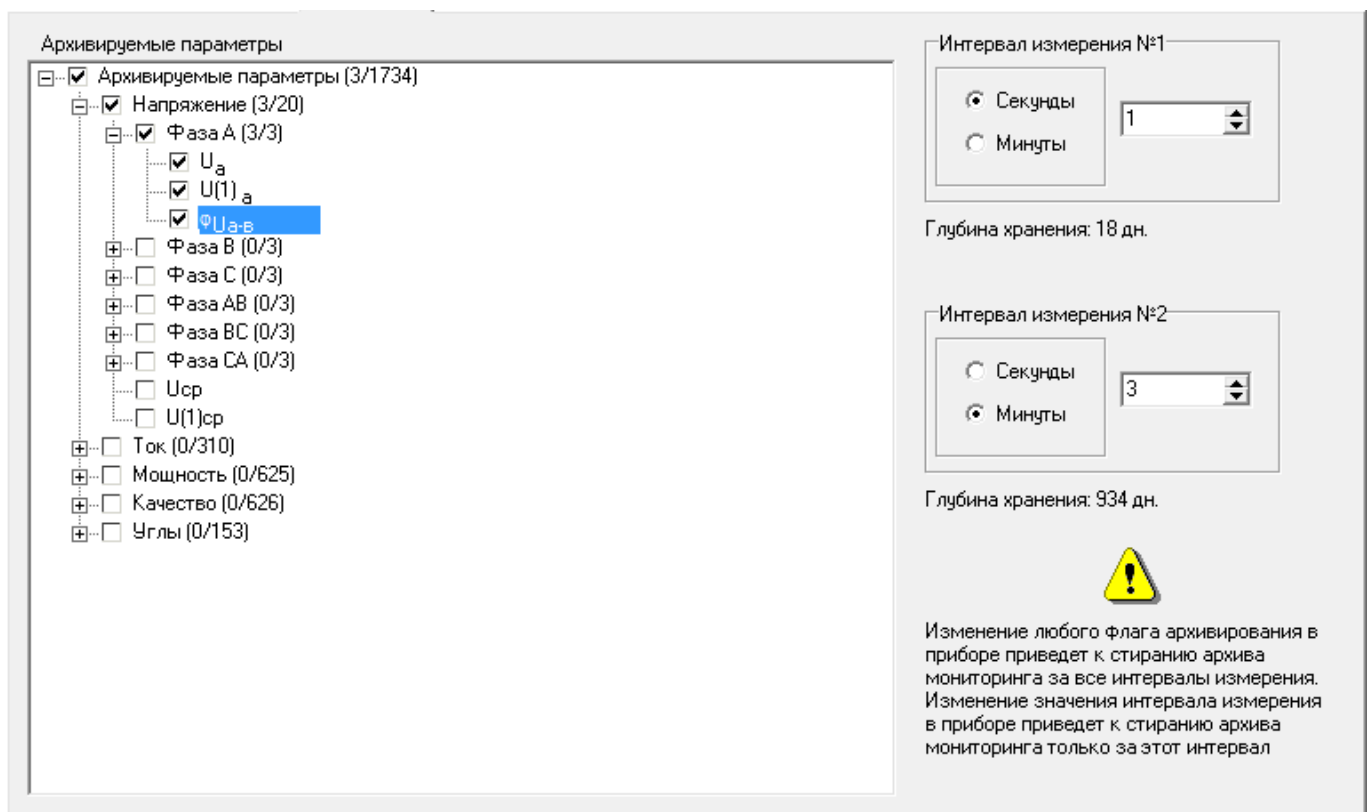 Архивируемые параметры
Архивируемые параметры (3/1734)
Напряжение (3/20)
Фаза A (3/3)
Ua
U(1) a
φUa-в
Фаза B (0/3)
Фаза C (0/3)
Фаза AB (0/3)
Фаза BC (0/3)
Фаза CA (0/3)
Uср
U(1)ср
Ток (0/310)
Мощность (0/625)
Качество (0/626)
Углы (0/153)
Интервал измерения №1
Секунды
1
Минуты
Глубина хранения: 18 дн.
Интервал измерения №2
Секунды
3
Минуты
Глубина хранения: 934 дн.
Изменение любого флага архивирования в
приборе приведет к стиранию архива
мониторинга за все интервалы измерения.
Изменение значения интервала измерения
в приборе приведет к стиранию архива
мониторинга только за этот интервал